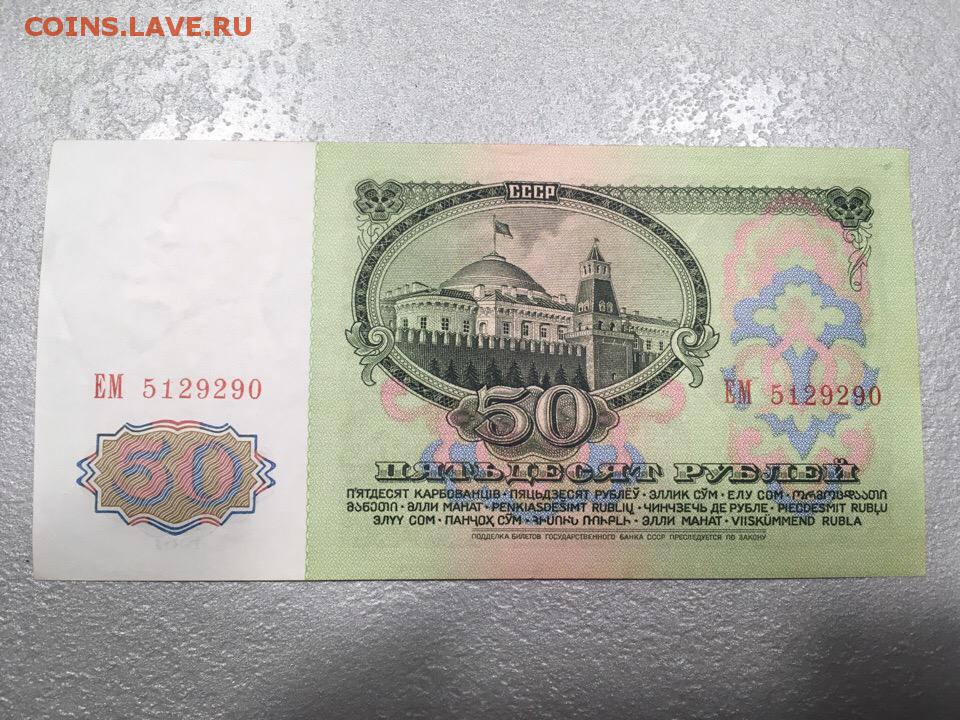 COINS.LAVE.RU
СССР
ЕМ 5129290
ЕМ 5129290
50
50
ПЯТЬДЕСЯТ РУБЛЕЙ
П'ЯТДЕСЯТ КАРБОВАНЦІВ · ПЯЦЬДЗЕСЯТ РУБЛЁЎ · ЭЛЛИК СЎМ · ЕЛУ СОМ · ᲝᲠᲛᲝᲪᲓᲐᲐᲗᲘ
ᲛᲐᲜᲔᲗᲘ · ӘЛЛИ МАНАТ · PENKIASDEŠIMT RUBLIŲ · ЧИНЧЗЕЧЬ ДЕ РУБЛЕ · PIECDESMIT RUBĻU
ЭЛҮҮ СОМ · ПАНҶОҲ СЎМ · ՀԻՍՈՒՆ ՌՈՒԲԼԻ · ЭЛЛИ МАНАТ · VIISKÜMMEND RUBLA
ПОДДЕЛКА БИЛЕТОВ ГОСУДАРСТВЕННОГО БАНКА СССР ПРЕСЛЕДУЕТСЯ ПО ЗАКОНУ